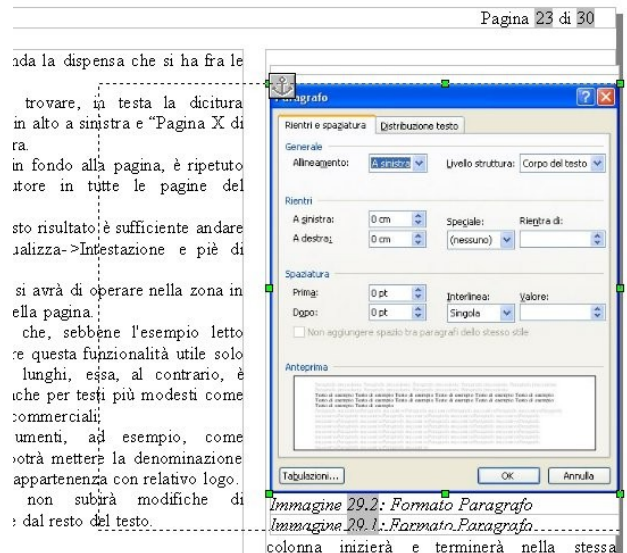 Pagina 23 di 30
nda la dispensa che si ha fra le
trovare, in testa la dicitura
in alto a sinistra e “Pagina X di
ra.
in fondo alla pagina, è ripetuto
utore in tutte le pagine del
sto risultato è sufficiente andare
ualizza->Intestazione e piè di
si avrà di operare nella zona in
ella pagina.
che, sebbene l'esempio letto
re questa funzionalità utile solo
lunghi, essa, al contrario, è
che per testi più modesti come
commerciali
umenti, ad esempio, come
potrà mettere la denominazione
appartenenza con relativo logo.
non subirà modifiche di
e dal resto del testo.
Paragrafo
Rientri e spaziatura Distribuzione testo
Generale
Allineamento: A sinistra Livello struttura: Corpo del testo
Rientri
A sinistra: 0 cm Speciale: Rientra di:
A destra: 0 cm (nessuno)
Spaziatura
Prima: 0 pt Interlinea: Valore:
Dopo: 0 pt Singola
Non aggiungere spazio tra paragrafi dello stesso stile
Anteprima
Tabulazioni... OK Annulla
Immagine 29.2: Formato Paragrafo
Immagine 29.1: Formato Paragrafo
colonna inizierà e terminerà nella stessa